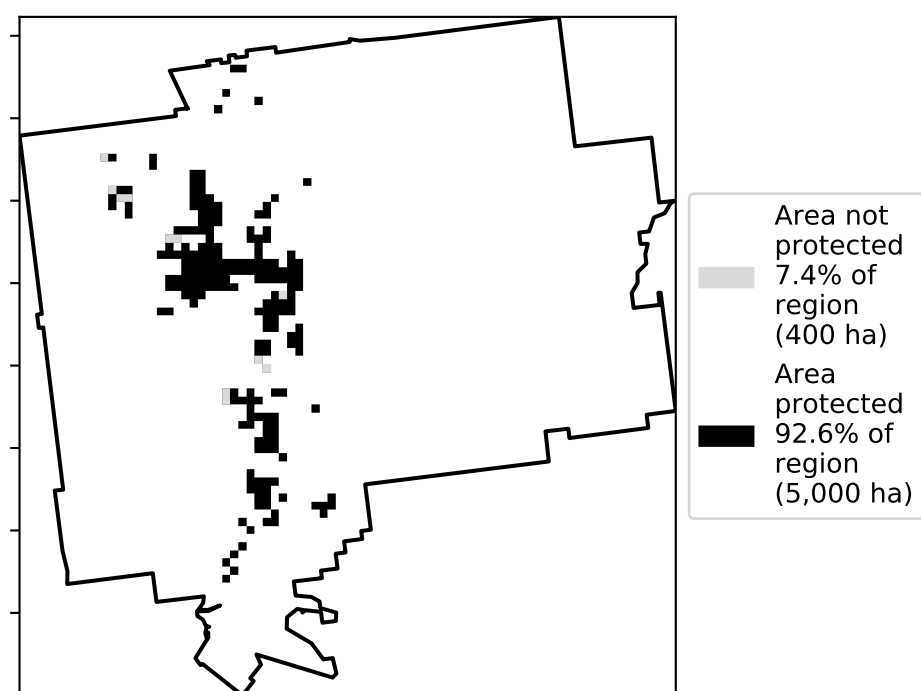 Area not
protected
7.4% of
region
(400 ha)
Area
protected
92.6% of
region
(5,000 ha)